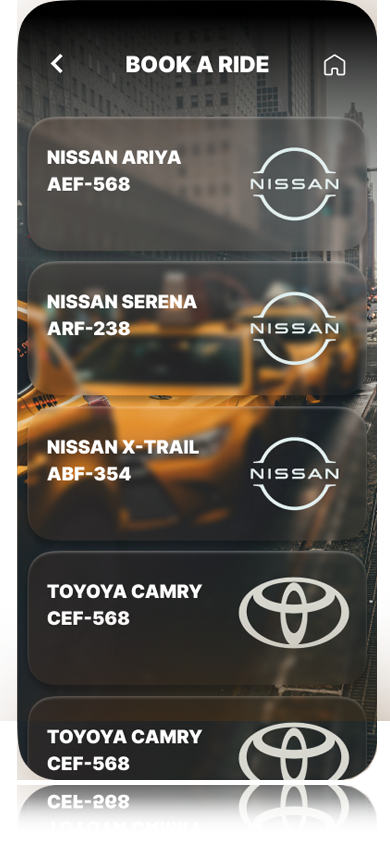 BOOK A RIDE
NISSAN ARIYA
AEF-568
NISSAN
NISSAN SERENA
ARF-238
NISSAN
NISSAN X-TRAIL
ABF-354
NISSAN
TOYOYA CAMRY
CEF-568
TOYOYA CAMRY
CEF-568